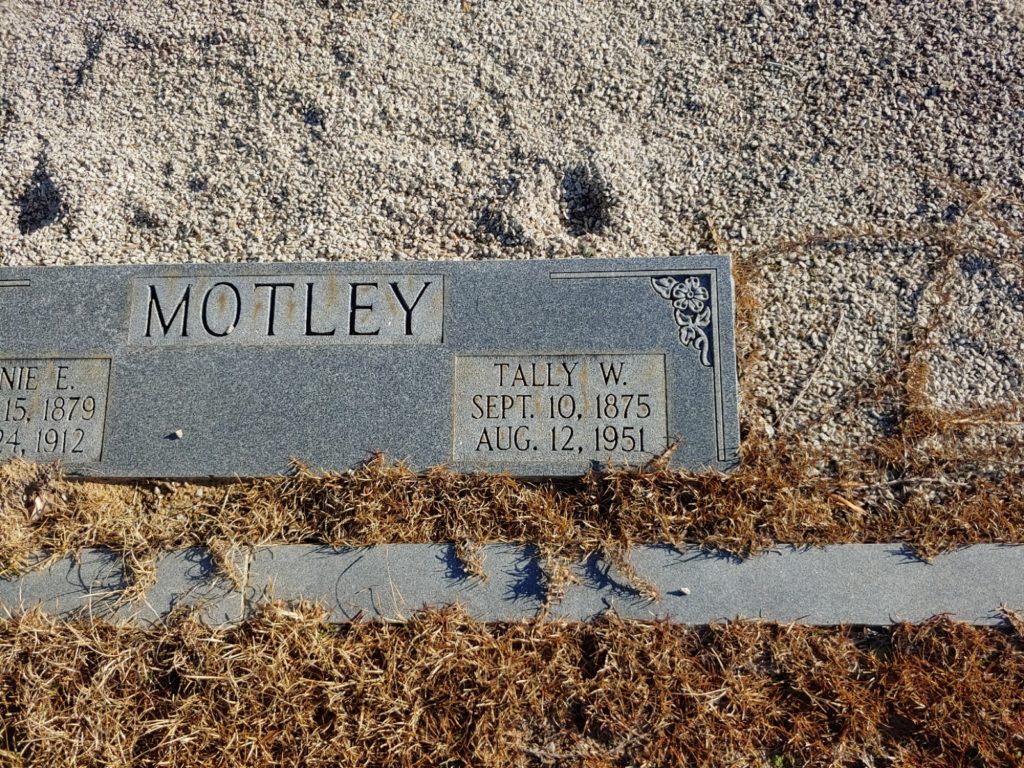 MOTLEY
NIE E.
15, 1879
24, 1912
TALLY W.
SEPT. 10, 1875
AUG. 12, 1951